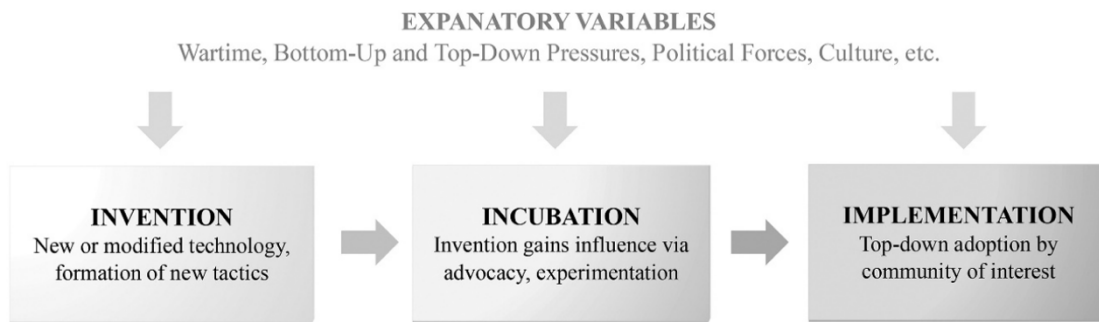 EXPANATORY VARIABLES
Wartime, Bottom-Up and Top-Down Pressures, Political Forces, Culture, etc.
INVENTION
New or modified technology,
formation of new tactics
INCUBATION
Invention gains influence via
advocacy, experimentation
IMPLEMENTATION
Top-down adoption by
community of interest